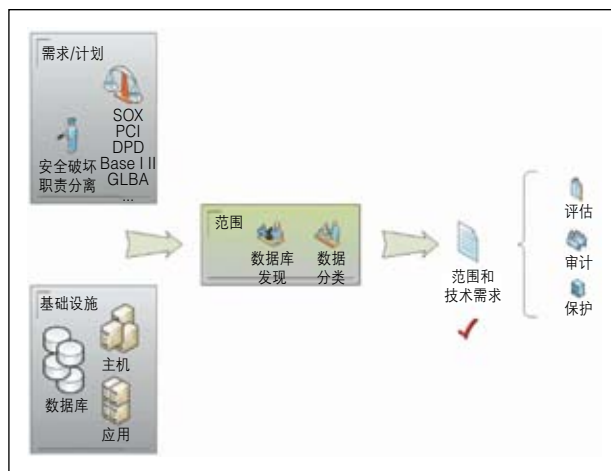 需求/计划
SOX
PCI
DPD
Base I II
GLBA
...
安全破坏
职责分离
基础设施
主机
数据库
应用
范围
数据库
发现
数据
分类
范围和
技术需求
评估
审计
保护